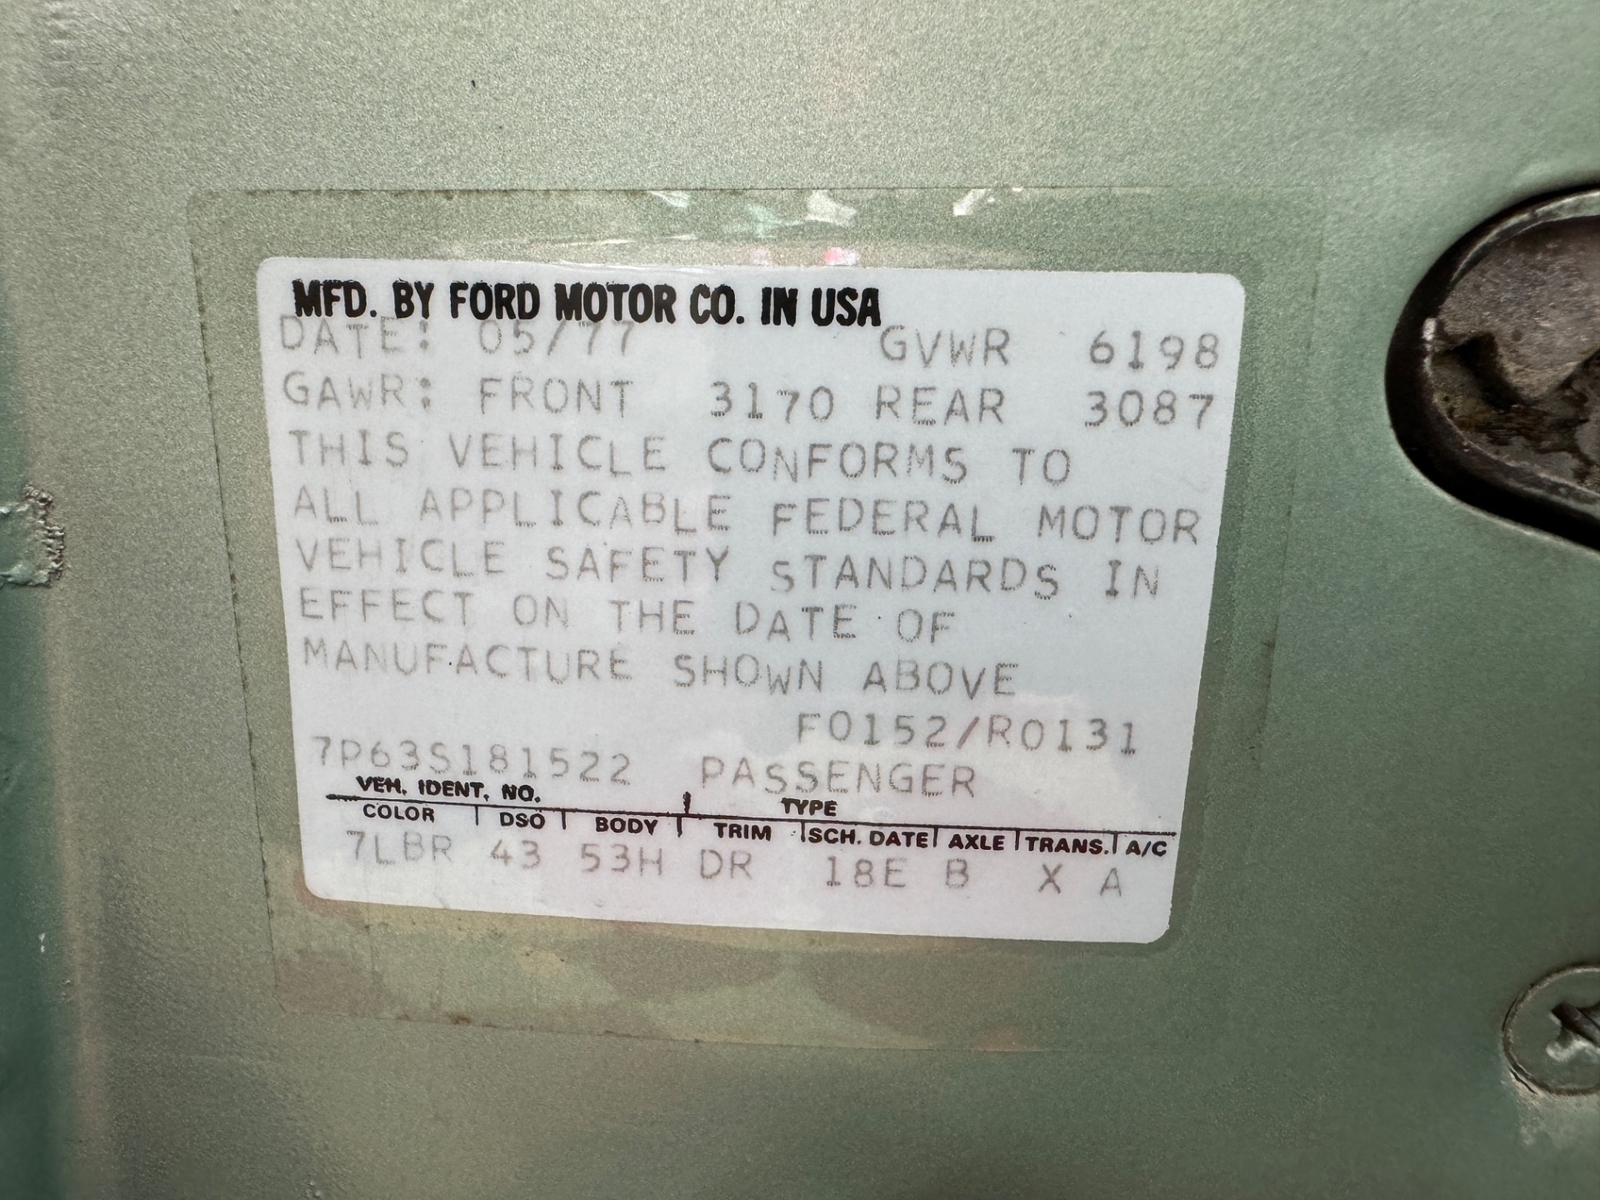 MFD. BY FORD MOTOR CO. IN USA
DATE: 05/77 GVWR 6198
GAWR: FRONT 3170 REAR 3087
THIS VEHICLE CONFORMS TO
ALL APPLICABLE FEDERAL MOTOR
VEHICLE SAFETY STANDARDS IN
EFFECT ON THE DATE OF
MANUFACTURE SHOWN ABOVE
F0152/R0131
7P63S181522 PASSENGER
VEH. IDENT. NO. TYPE
COLOR DSO BODY TRIM SCH. DATE AXLE TRANS. A/C
7LBR 43 53H DR 18E B X A